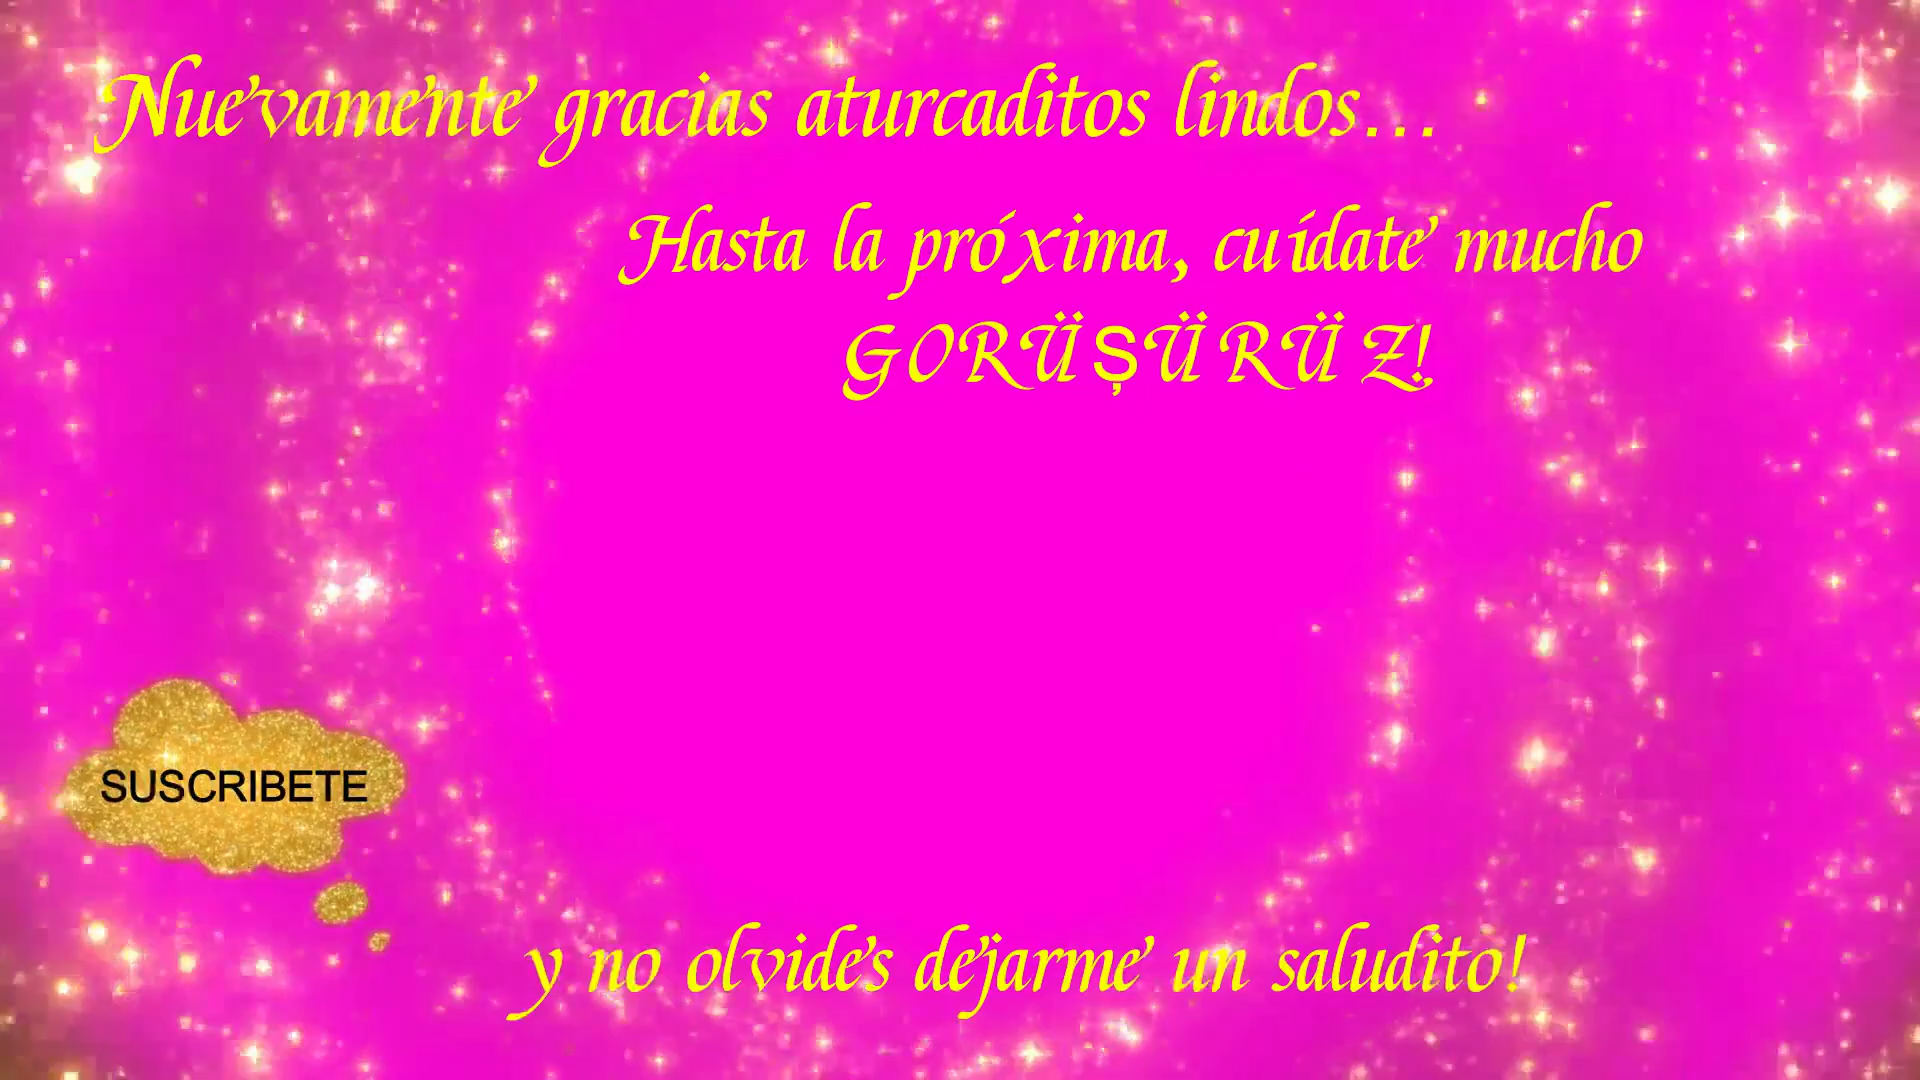 Nuevamente gracias aturcaditos lindos...
Hasta la próxima, cuídate mucho
GORÜŞÜRÜZ!
SUSCRIBETE
y no olvides dejarme un saludito!